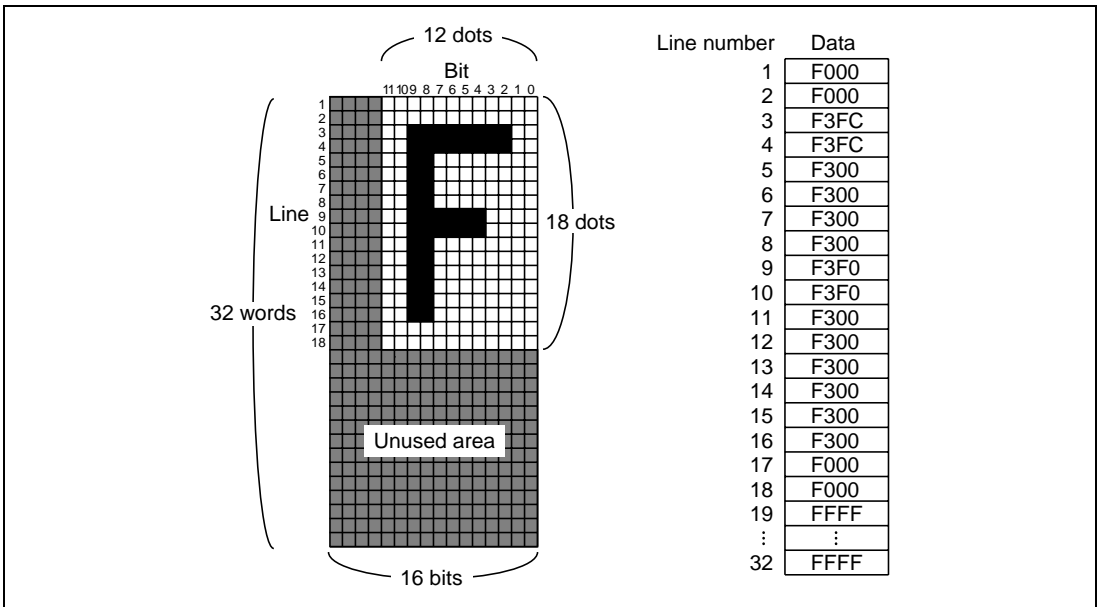 12 dots
Bit
11 10 9 8 7 6 5 4 3 2 1 0
1
2
3
4
5
6
7
8
Line 9
10
11
12
13
14
15
16
17
18
18 dots
32 words
Unused area
16 bits
Line number Data
1 F000
2 F000
3 F3FC
4 F3FC
5 F300
6 F300
7 F300
8 F300
9 F3F0
10 F3F0
11 F300
12 F300
13 F300
14 F300
15 F300
16 F300
17 F000
18 F000
19 FFFF
⋮ ⋮
32 FFFF